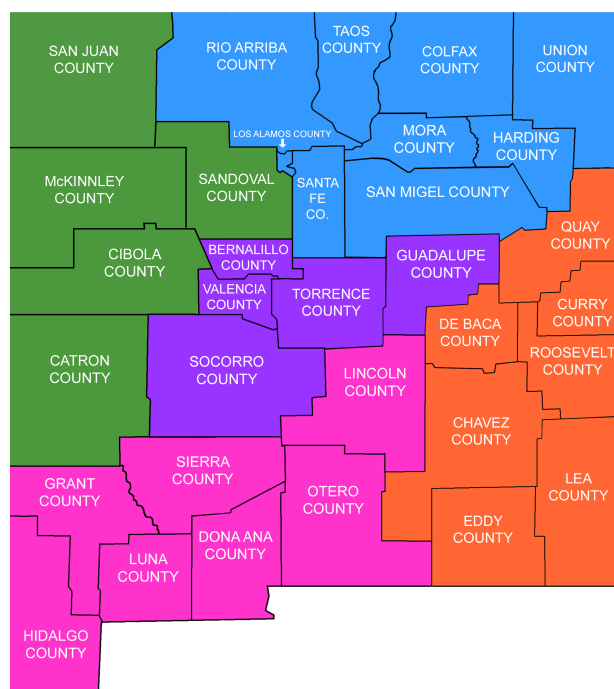 SAN JUAN
COUNTY
RIO ARRIBA
COUNTY
TAOS
COUNTY
COLFAX
COUNTY
UNION
COUNTY
LOS ALAMOS COUNTY
MORA
COUNTY
HARDING
COUNTY
McKINNLEY
COUNTY
SANDOVAL
COUNTY
SANTA
FE
CO.
SAN MIGEL COUNTY
QUAY
COUNTY
CIBOLA
COUNTY
BERNALILLO
COUNTY
GUADALUPE
COUNTY
VALENCIA
COUNTY
TORRENCE
COUNTY
CURRY
COUNTY
DE BACA
COUNTY
ROOSEVELT
COUNTY
CATRON
COUNTY
SOCORRO
COUNTY
LINCOLN
COUNTY
CHAVEZ
COUNTY
GRANT
COUNTY
SIERRA
COUNTY
OTERO
COUNTY
LEA
COUNTY
EDDY
COUNTY
DONA ANA
COUNTY
LUNA
COUNTY
HIDALGO
COUNTY